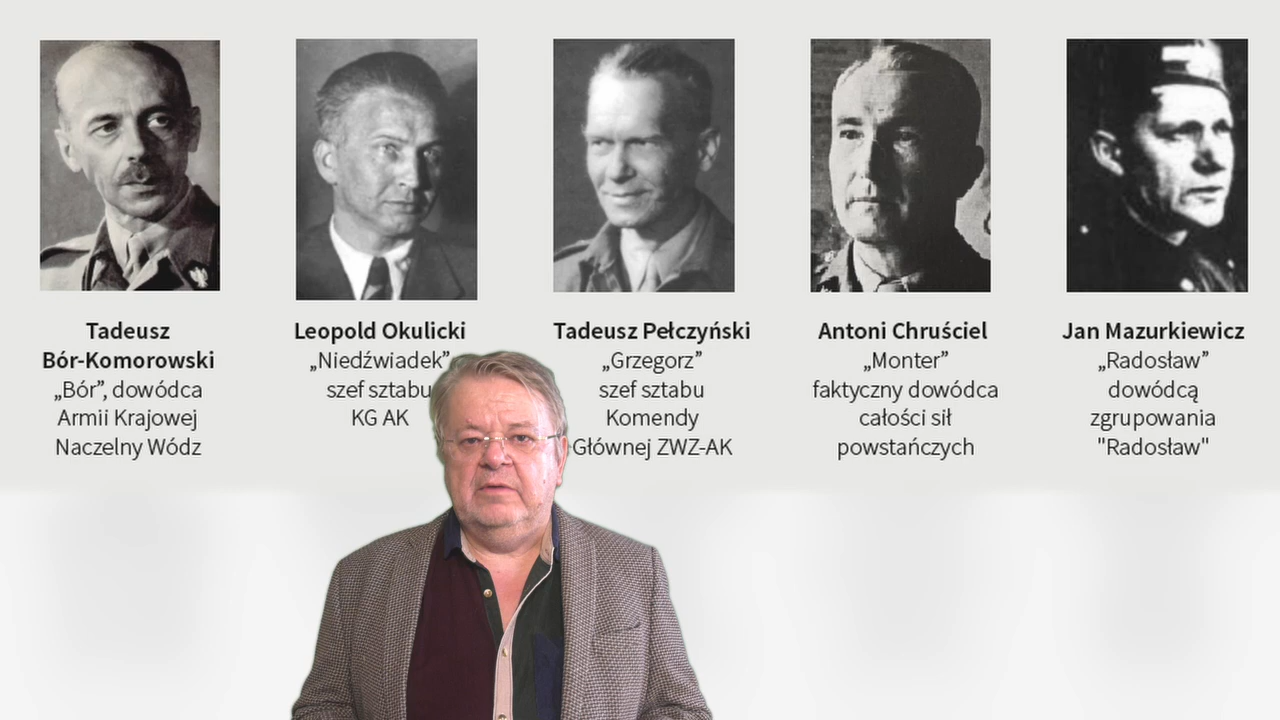 Tadeusz
Bór-Komorowski
„Bór”, dowódca
Armii Krajowej
Naczelny Wódz
Leopold Okulicki
„Niedźwiadek”
szef sztabu
KG AK
Tadeusz Pełczyński
„Grzegorz”
szef sztabu
Komendy
Głównej ZWZ-AK
Antoni Chruściel
„Monter”
faktyczny dowódca
całości sił
powstańczych
Jan Mazurkiewicz
„Radosław”
dowódcą
zgrupowania
"Radosław"